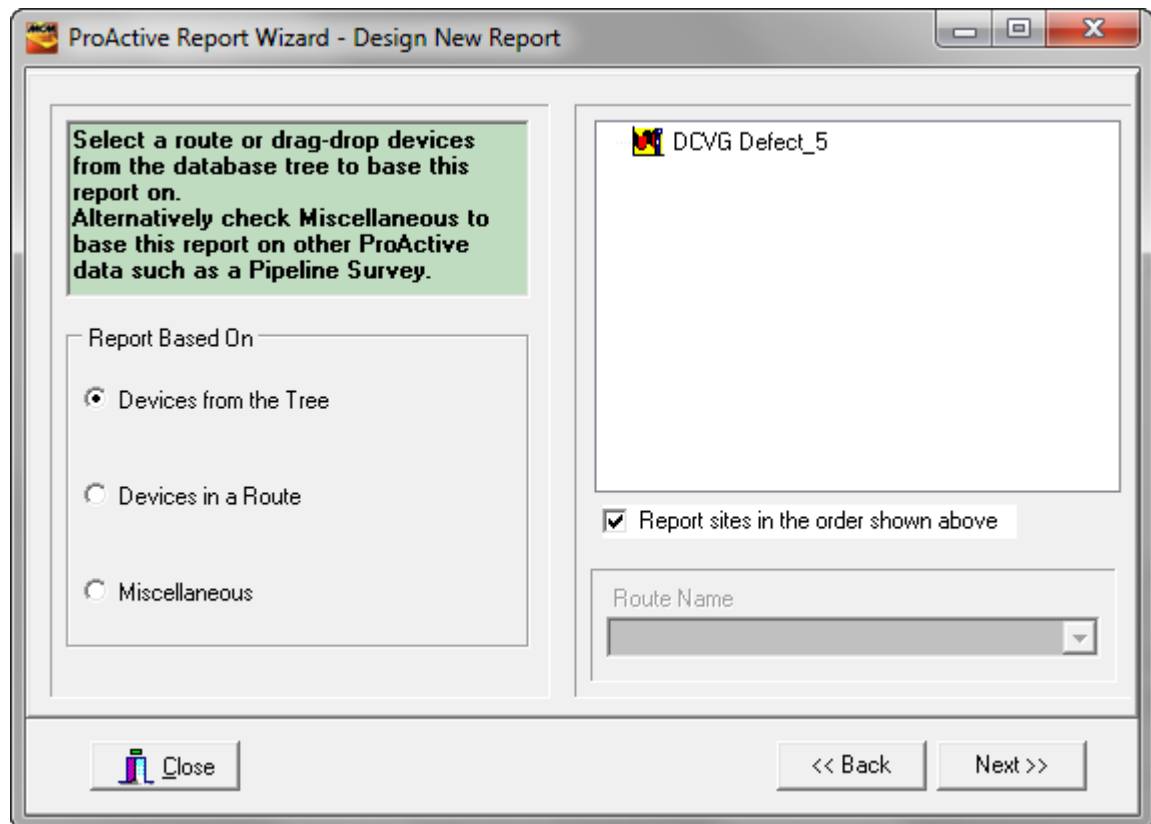 MCM
ProActive Report Wizard - Design New Report
Select a route or drag-drop devices
from the database tree to base this
report on.
Alternatively check Miscellaneous to
base this report on other ProActive
data such as a Pipeline Survey.
Report Based On
Devices from the Tree
Devices in a Route
Miscellaneous
DCVG Defect_5
Report sites in the order shown above
Route Name
Close
<< Back
Next >>